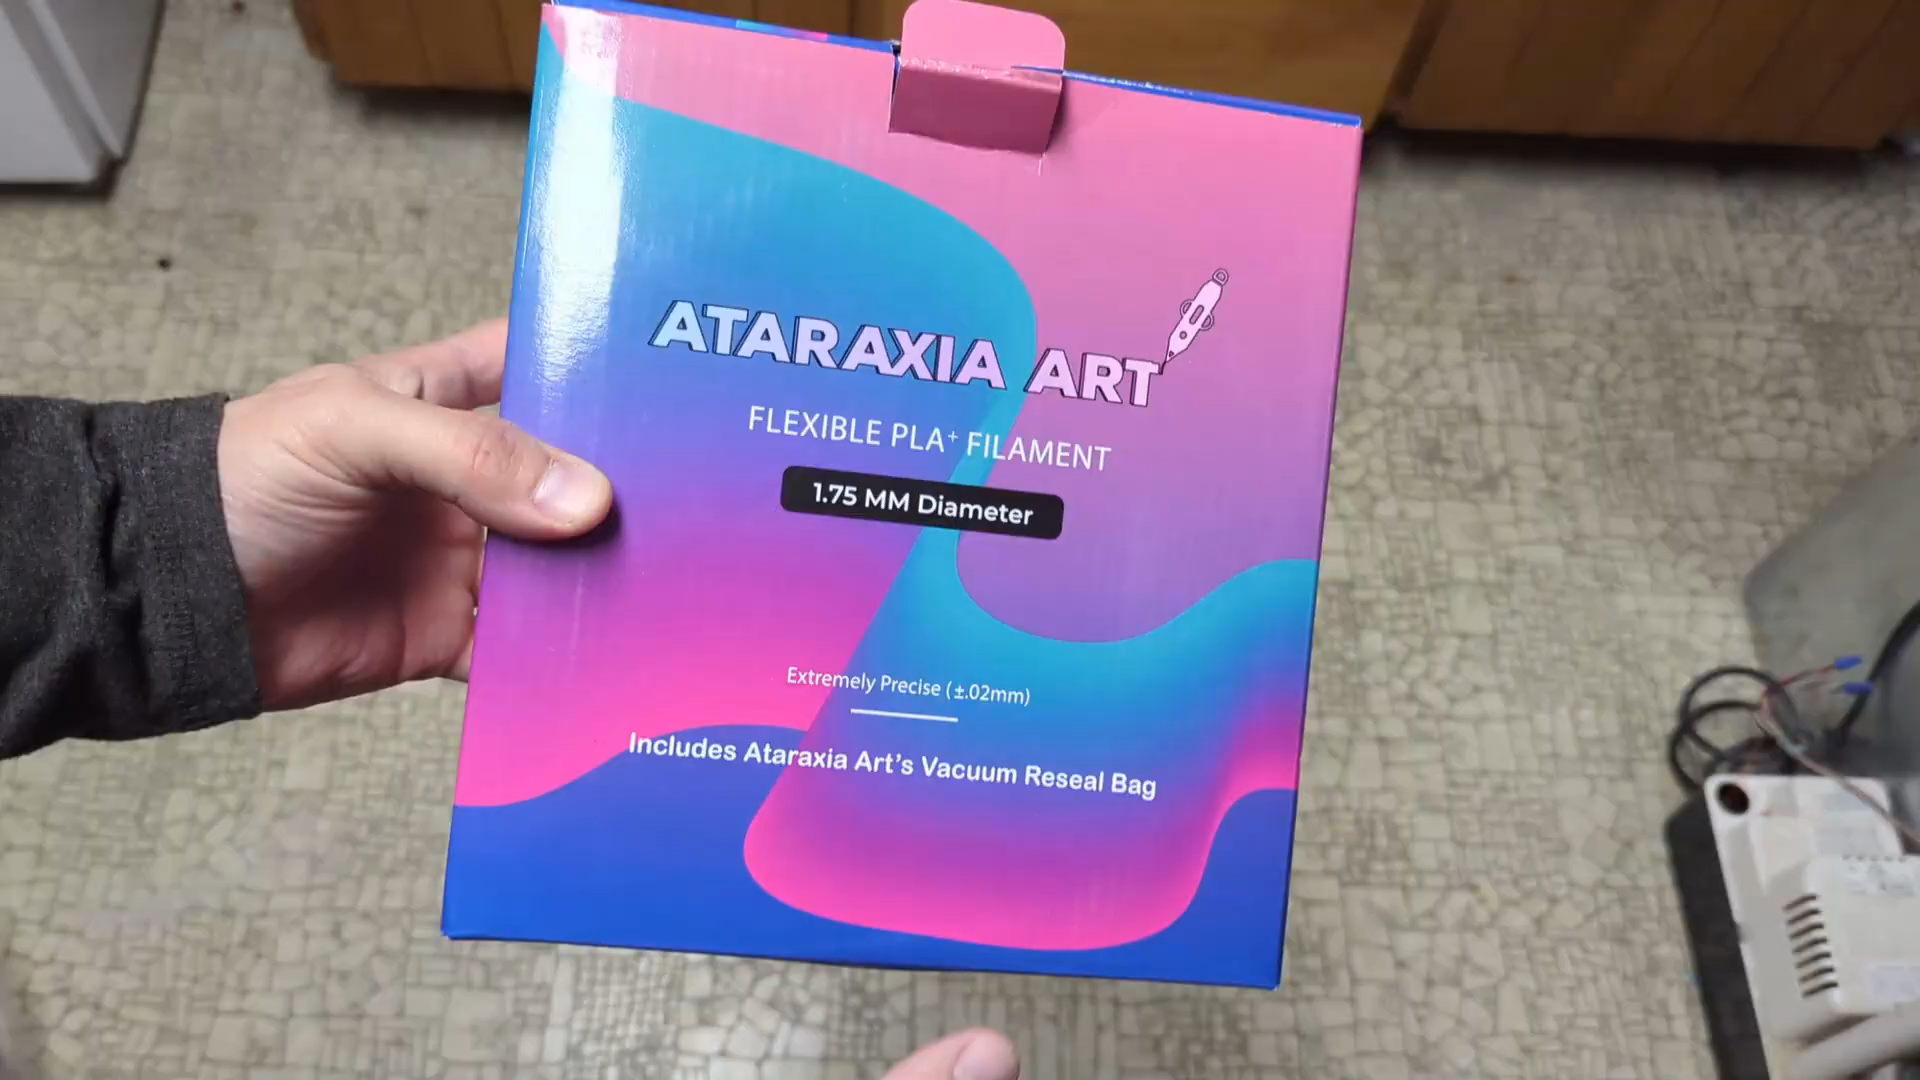 ATARAXIA ART
FLEXIBLE PLA+ FILAMENT
1.75 MM Diameter
Extremely Precise (±.02mm)
Includes Ataraxia Art's Vacuum Reseal Bag